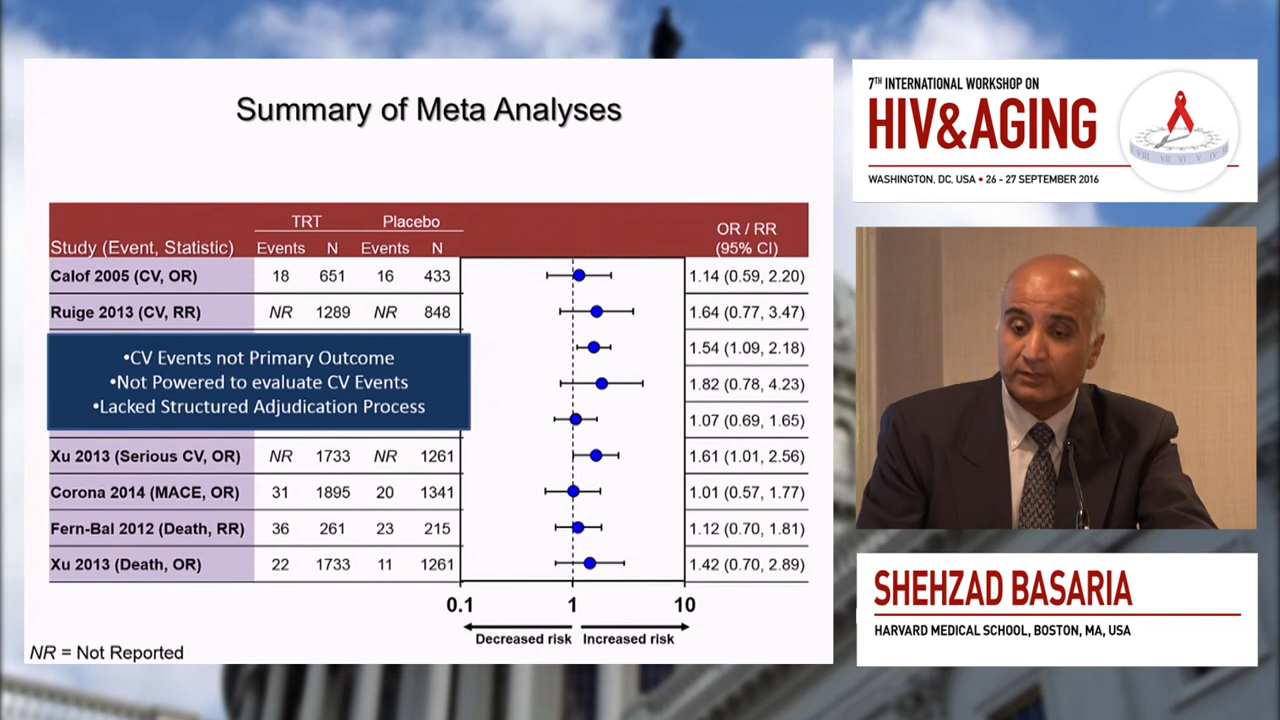 Summary of Meta Analyses
TRT Placebo OR / RR
Study (Event, Statistic) Events N Events N (95% CI)
Calof 2005 (CV, OR) 18 651 16 433 1.14 (0.59, 2.20)
Ruige 2013 (CV, RR) NR 1289 NR 848 1.64 (0.77, 3.47)
•CV Events not Primary Outcome
•Not Powered to evaluate CV Events
•Lacked Structured Adjudication Process
1.54 (1.09, 2.18)
1.82 (0.78, 4.23)
1.07 (0.69, 1.65)
Xu 2013 (Serious CV, OR) NR 1733 NR 1261 1.61 (1.01, 2.56)
Corona 2014 (MACE, OR) 31 1895 20 1341 1.01 (0.57, 1.77)
Fern-Bal 2012 (Death, RR) 36 261 23 215 1.12 (0.70, 1.81)
Xu 2013 (Death, OR) 22 1733 11 1261 1.42 (0.70, 2.89)
0.1 1 10
Decreased risk Increased risk
NR = Not Reported
7TH INTERNATIONAL WORKSHOP ON
HIV&AGING
WASHINGTON, DC, USA • 26 - 27 SEPTEMBER 2016
VIII VII VI V IV
SHEHZAD BASARIA
HARVARD MEDICAL SCHOOL, BOSTON, MA, USA